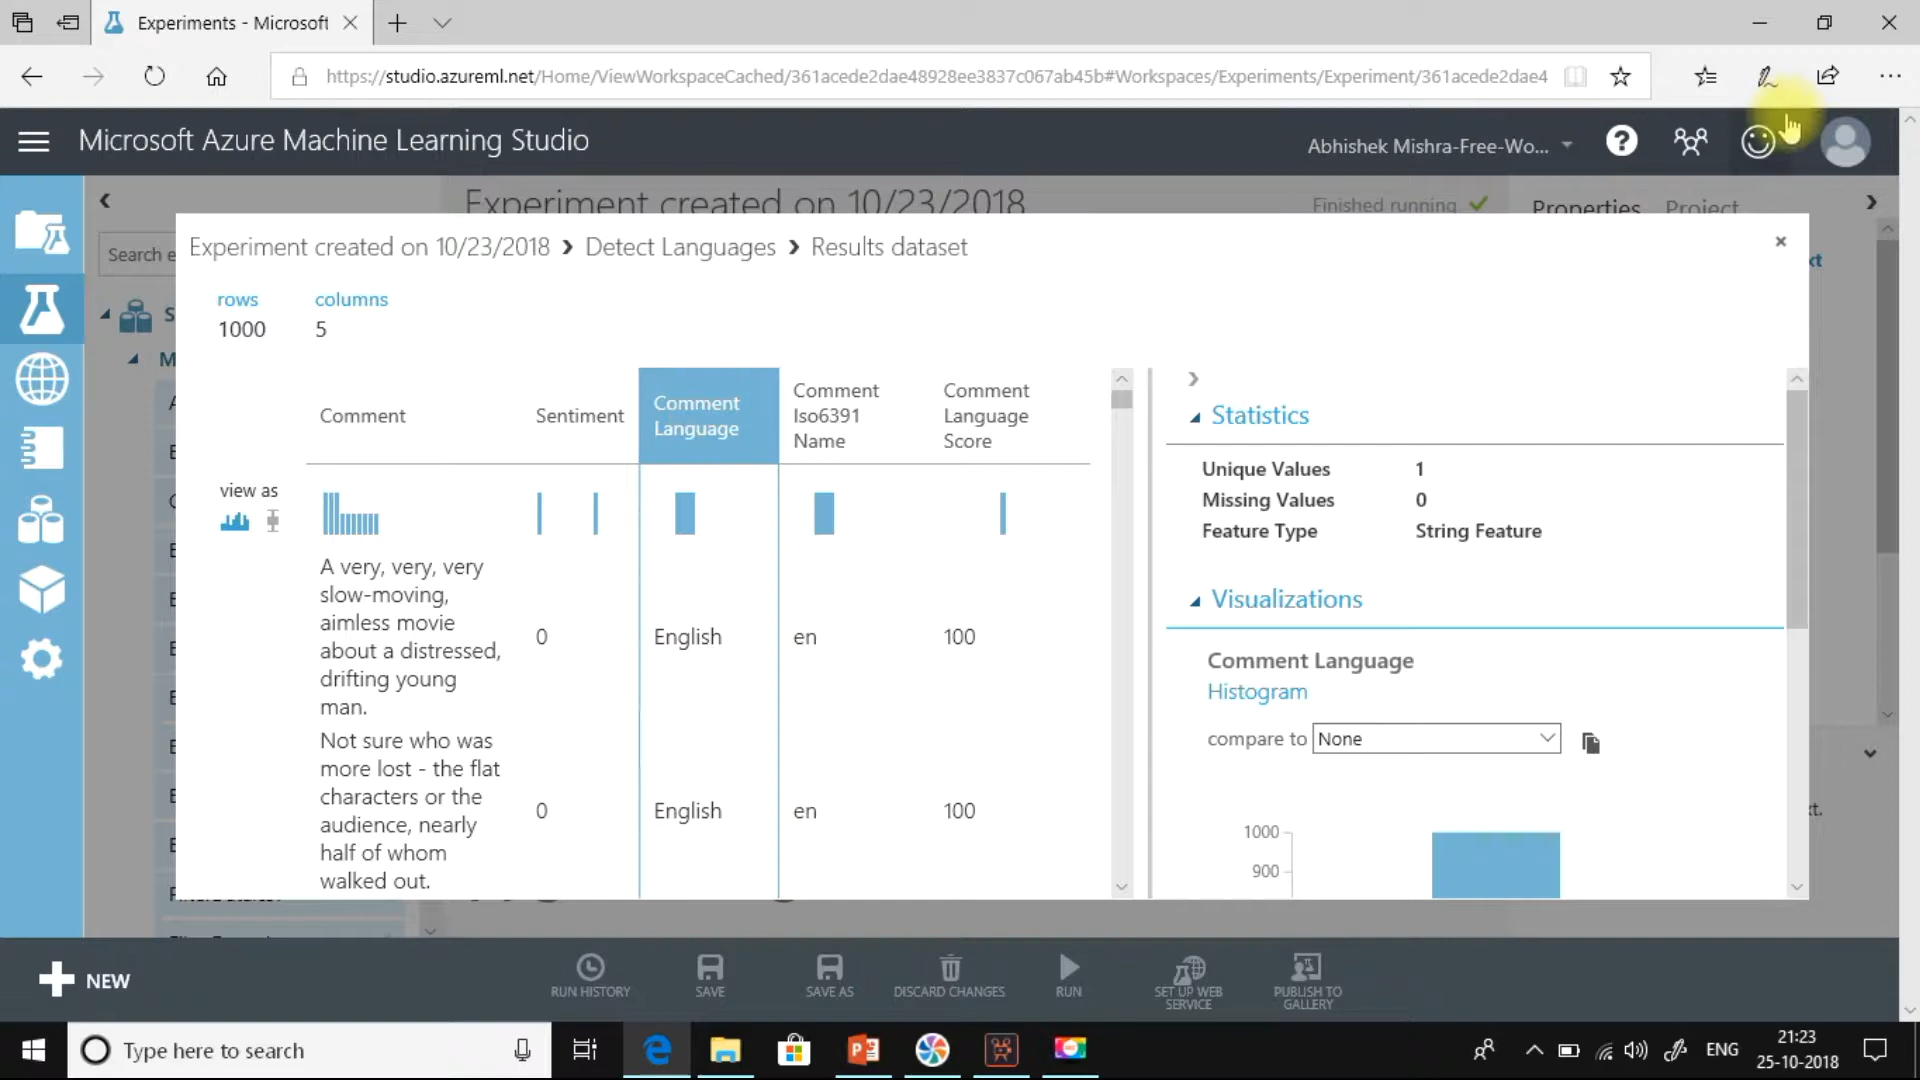 Experiments - Microsoft
https://studio.azureml.net/Home/ViewWorkspaceCached/361acede2dae48928ee3837c067ab45b#Workspaces/Experiments/Experiment/361acede2dae4
Microsoft Azure Machine Learning Studio
Abhishek Mishra-Free-Wo...
Experiment created on 10/23/2018
Finished running
Properties Project
Search e
Experiment created on 10/23/2018 > Detect Languages > Results dataset
rows
1000
columns
5
Comment
Sentiment
Comment
Language
Comment
Iso6391
Name
Comment
Language
Score
view as
A very, very, very
slow-moving,
aimless movie
about a distressed,
drifting young
man.
0
English
en
100
Not sure who was
more lost - the flat
characters or the
audience, nearly
half of whom
walked out.
0
English
en
100
Statistics
Unique Values 1
Missing Values 0
Feature Type String Feature
Visualizations
Comment Language
Histogram
compare to None
1000
900
NEW
RUN HISTORY
SAVE
SAVE AS
DISCARD CHANGES
RUN
SET UP WEB
SERVICE
PUBLISH TO
GALLERY
Type here to search
ENG
21:23
25-10-2018